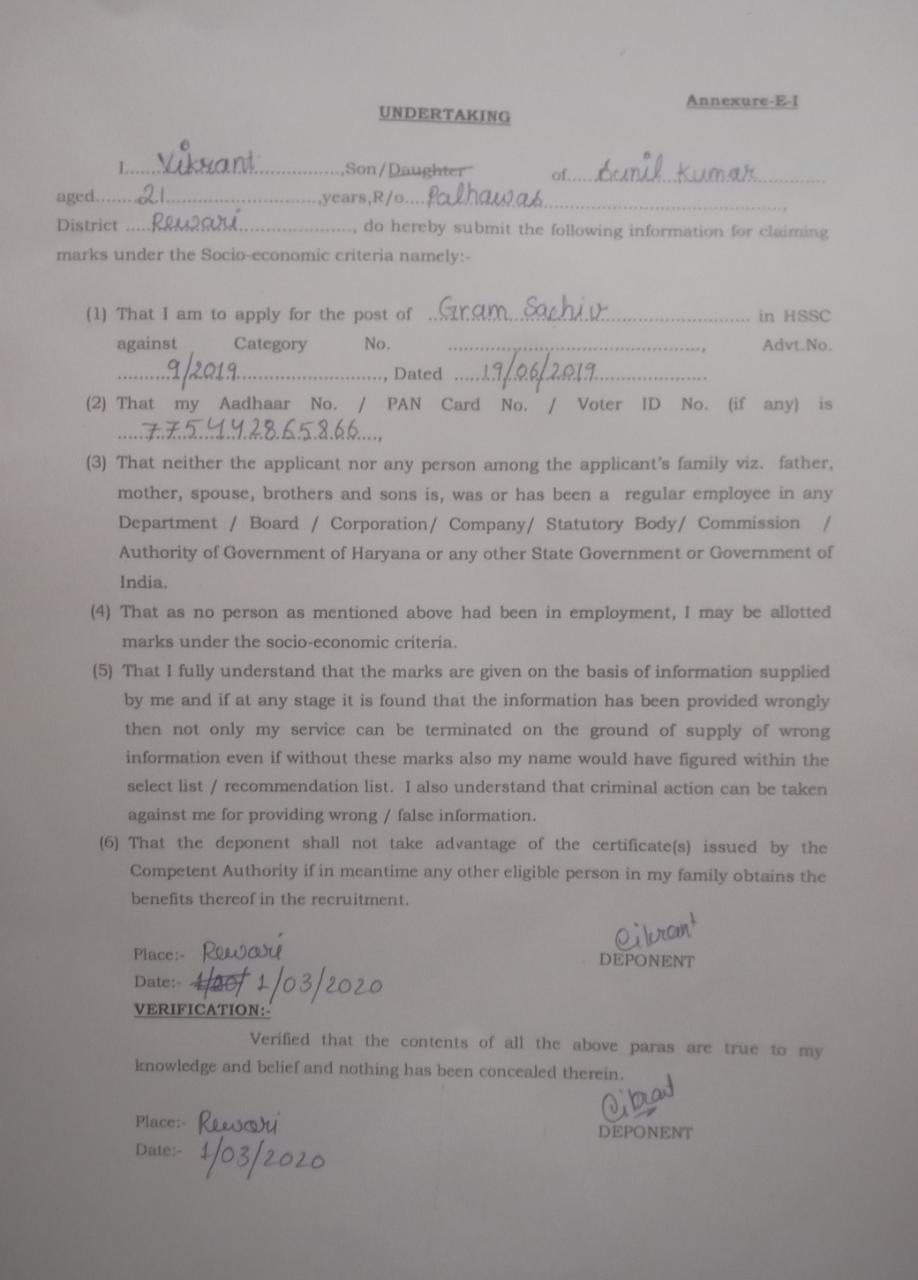 Annexure-E-I
UNDERTAKING
I......Vikrant................,Son/Daughter of.....Sunil Kumar............
aged........21..........................,years,R/o....Palhawas........................................,
District .....Rewari...................., do hereby submit the following information for claiming
marks under the Socio-economic criteria namely:-
(1) That I am to apply for the post of ..Gram Sachiv............................ in HSSC
against Category No. ................................................, Advt.No.
.........9/2019..........................., Dated .....19/06/2019.....................
(2) That my Aadhaar No. / PAN Card No. / Voter ID No. (if any) is
.....775442865866....,
(3) That neither the applicant nor any person among the applicant's family viz. father,
mother, spouse, brothers and sons is, was or has been a regular employee in any
Department / Board / Corporation/ Company/ Statutory Body/ Commission /
Authority of Government of Haryana or any other State Government or Government of
India.
(4) That as no person as mentioned above had been in employment, I may be allotted
marks under the socio-economic criteria.
(5) That I fully understand that the marks are given on the basis of information supplied
by me and if at any stage it is found that the information has been provided wrongly
then not only my service can be terminated on the ground of supply of wrong
information even if without these marks also my name would have figured within the
select list / recommendation list. I also understand that criminal action can be taken
against me for providing wrong / false information.
(6) That the deponent shall not take advantage of the certificate(s) issued by the
Competent Authority if in meantime any other eligible person in my family obtains the
benefits thereof in the recruitment.
Vikrant
Place:- Rewari
DEPONENT
Date:- 1/03/2020
VERIFICATION:-
Verified that the contents of all the above paras are true to my
knowledge and belief and nothing has been concealed therein.
Vikrant
Place:- Rewari
DEPONENT
Date:- 1/03/2020